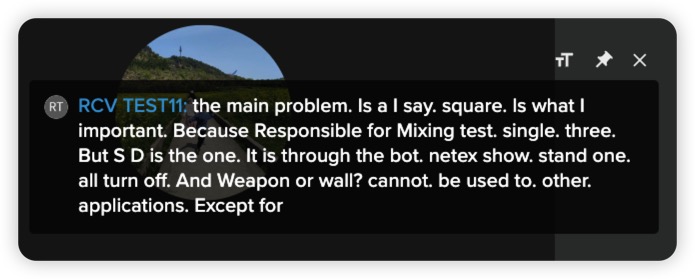 RT RCV TEST11: the main problem. Is a I say. square. Is what I
important. Because Responsible for Mixing test. single. three.
But S D is the one. It is through the bot. netex show. stand one.
all turn off. And Weapon or wall? cannot. be used to. other.
applications. Except for